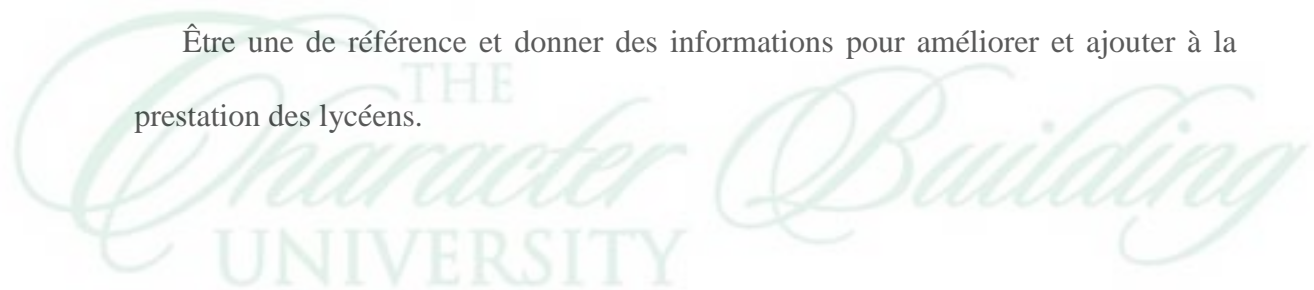 Être une de référence et donner des informations pour améliorer et ajouter à la
prestation des lycéens.
THE
Character Building
UNIVERSITY